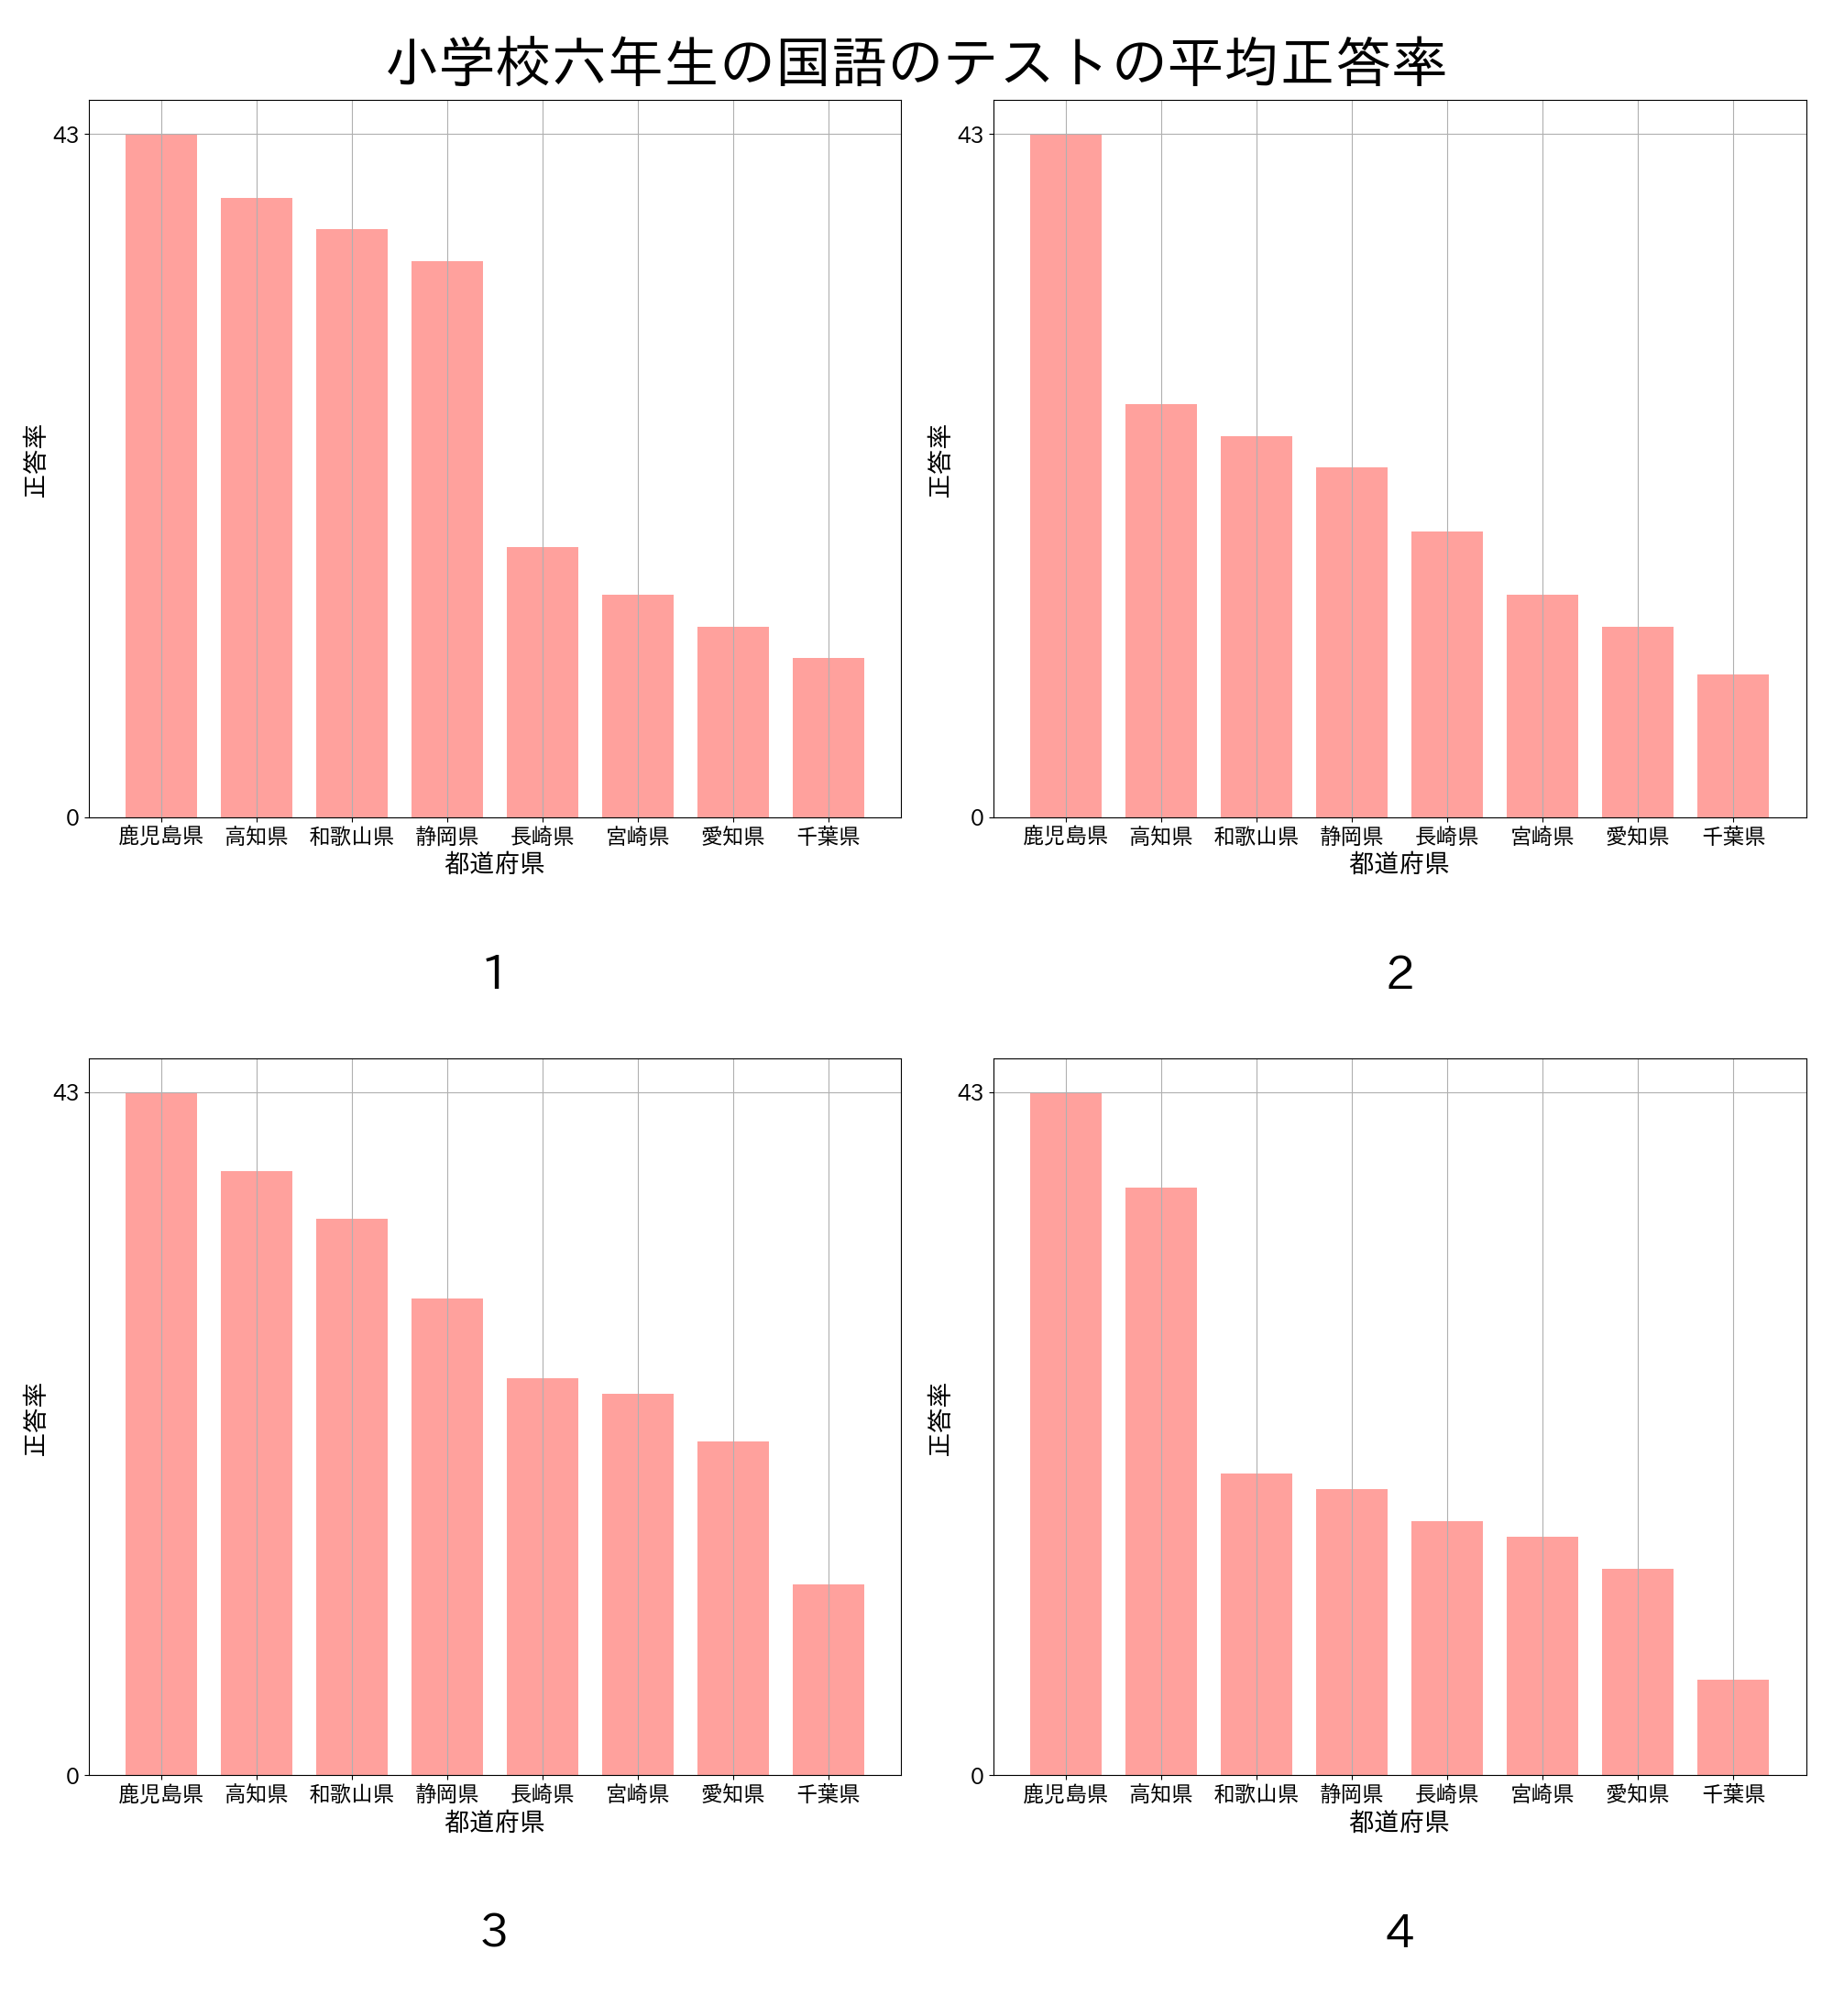 小学校六年生の国語のテストの平均正答率
43
0
正答率
鹿児島県 高知県 和歌山県 静岡県 長崎県 宮崎県 愛知県 千葉県
都道府県
1
43
0
正答率
鹿児島県 高知県 和歌山県 静岡県 長崎県 宮崎県 愛知県 千葉県
都道府県
2
43
0
正答率
鹿児島県 高知県 和歌山県 静岡県 長崎県 宮崎県 愛知県 千葉県
都道府県
3
43
0
正答率
鹿児島県 高知県 和歌山県 静岡県 長崎県 宮崎県 愛知県 千葉県
都道府県
4